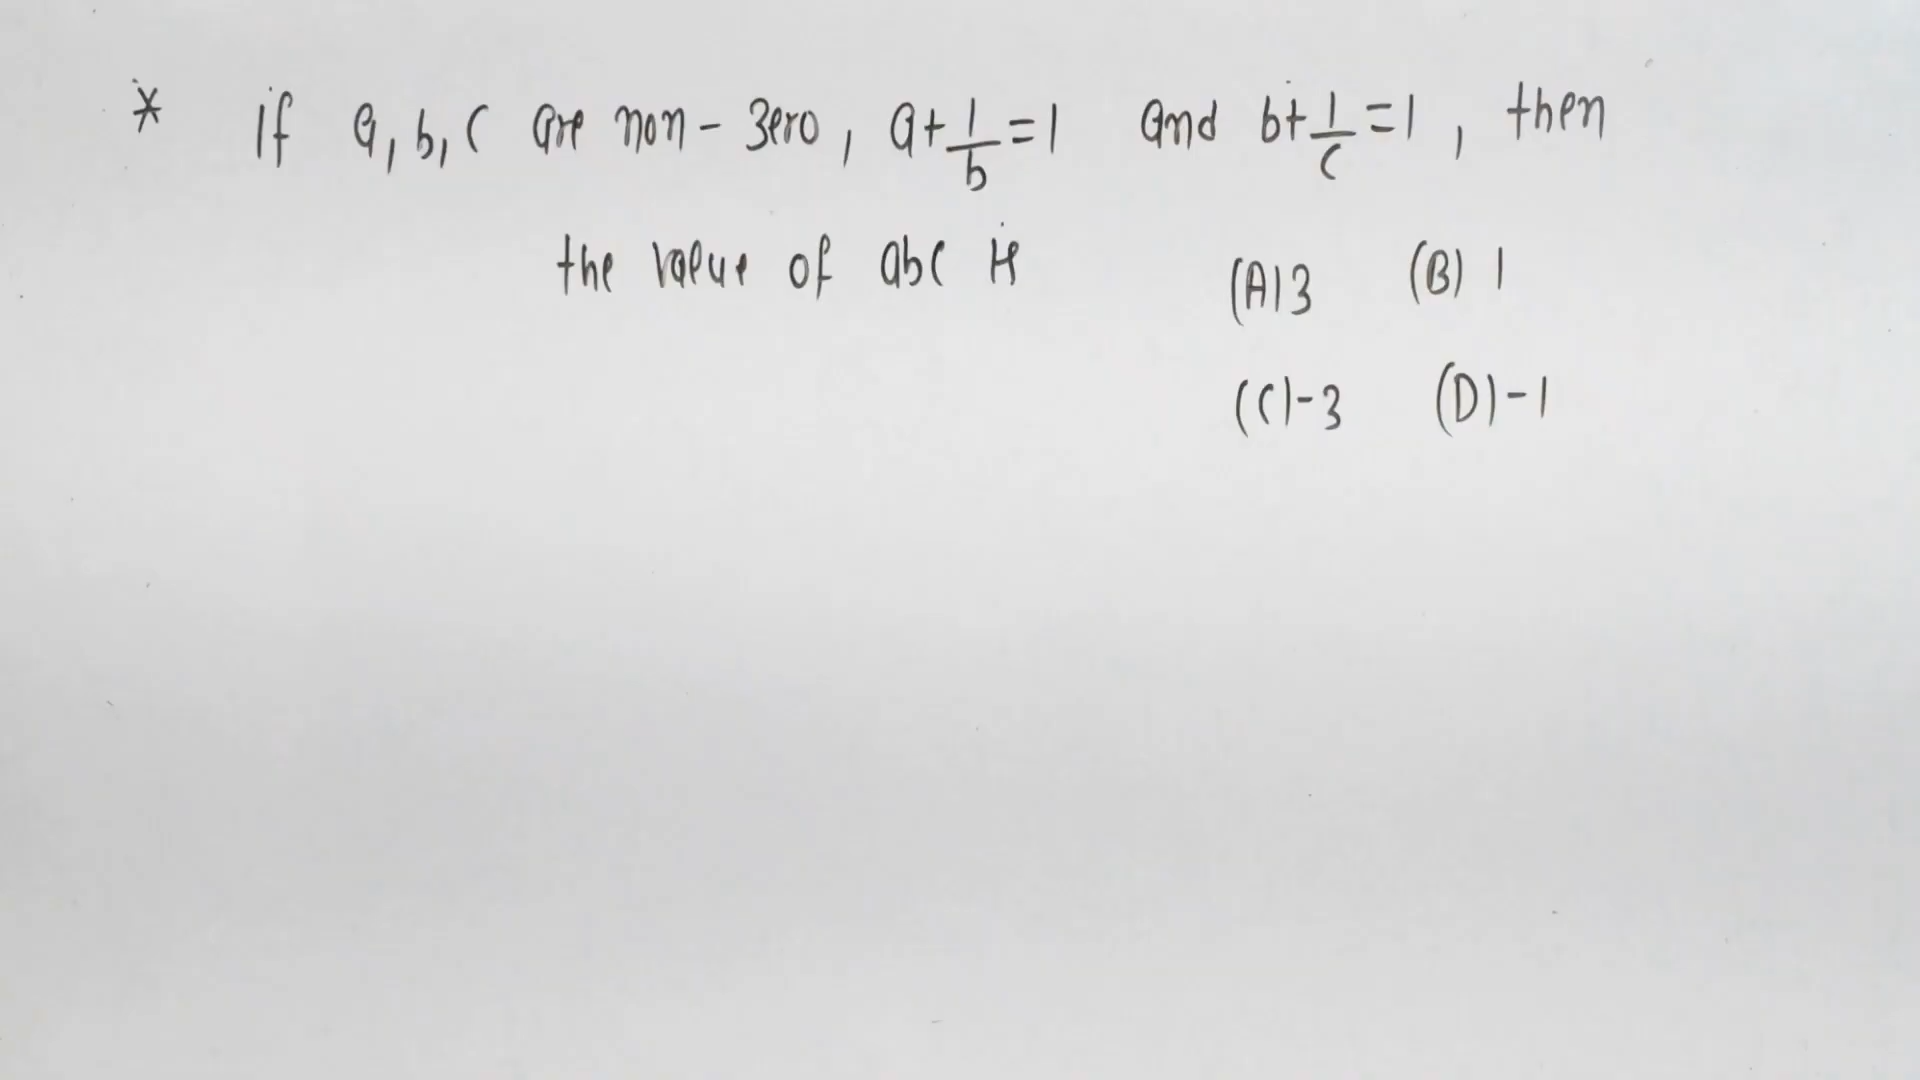 * If a, b, c are non-zero, a+1/b=1 and b+1/c=1, then
the value of abc is (A) 3 (B) 1
(C) -3 (D) -1